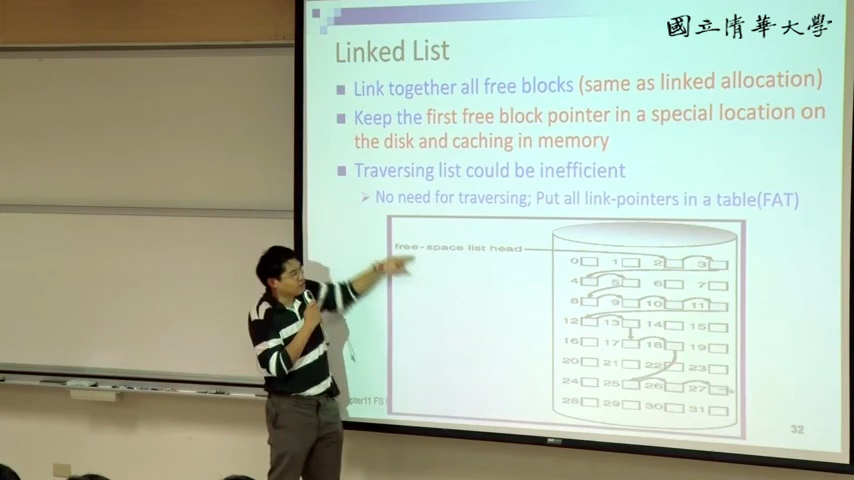 國立清華大學
Linked List
Link together all free blocks (same as linked allocation)
Keep the first free block pointer in a special location on
the disk and caching in memory
Traversing list could be inefficient
No need for traversing; Put all link-pointers in a table(FAT)
free-space list head
0 1 2 3
4 5 6 7
8 9 10 11
12 13 14 15
16 17 18 19
20 21 22 23
24 25 26 27
28 29 30 31
pter11 FS
32